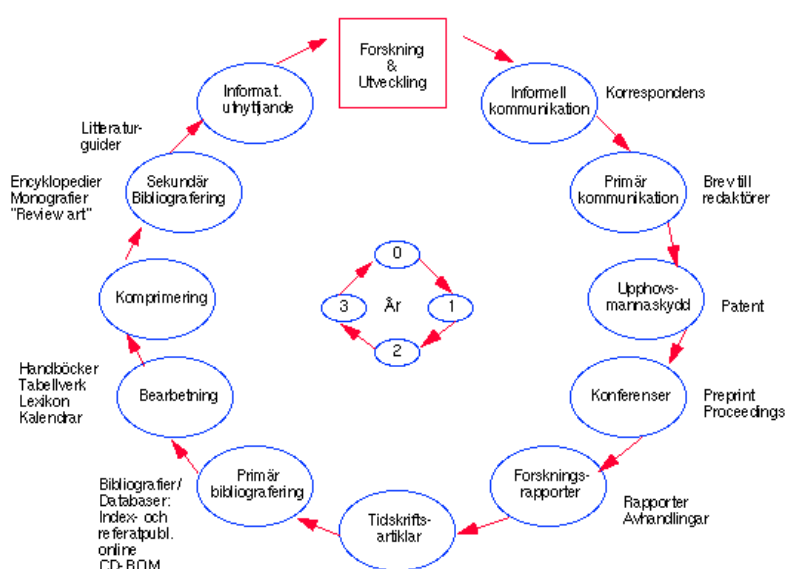 Forskning
&
Utveckling
Informell
kommunikation
Korrespondens
Primär
kommunikation
Brev till
redaktörer
Upphovs-
mannaskydd
Patent
Konferenser
Preprint
Proceedings
Forsknings-
rapporter
Rapporter
Avhandlingar
Tidskrifts-
artiklar
Primär
bibliografering
Bibliografier/
Databaser:
Index- och
referatpubl.
online
CD-ROM
Bearbetning
Handböcker
Tabellverk
Lexikon
Kalendrar
Komprimering
Encyklopedier
Monografier
"Review art"
Sekundär
Bibliografering
Litteratur-
guider
Informat.
utnyttjande
0
3 År 1
2